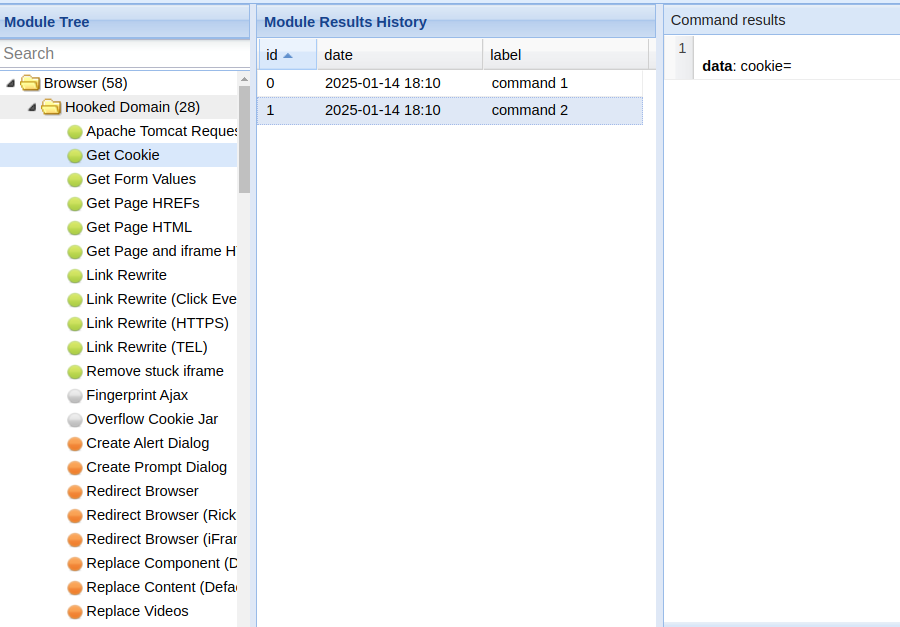 Module Tree
Search
Browser (58)
Hooked Domain (28)
Apache Tomcat Reques
Get Cookie
Get Form Values
Get Page HREFs
Get Page HTML
Get Page and iframe H
Link Rewrite
Link Rewrite (Click Eve
Link Rewrite (HTTPS)
Link Rewrite (TEL)
Remove stuck iframe
Fingerprint Ajax
Overflow Cookie Jar
Create Alert Dialog
Create Prompt Dialog
Redirect Browser
Redirect Browser (Rick
Redirect Browser (iFrar
Replace Component (D
Replace Content (Defa
Replace Videos
Module Results History
id date label
0 2025-01-14 18:10 command 1
1 2025-01-14 18:10 command 2
Command results
1
data: cookie=